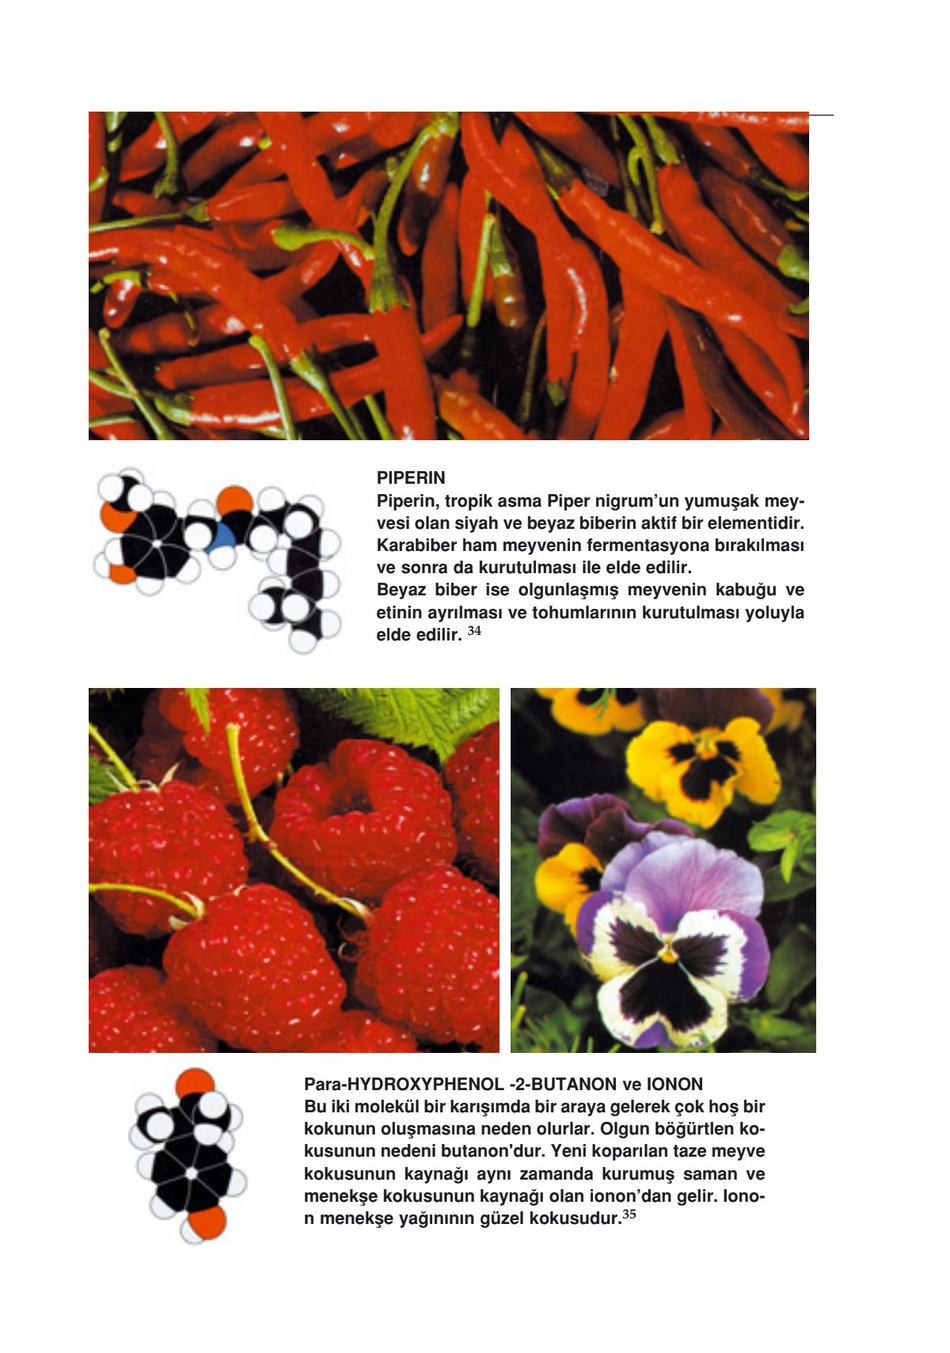 PIPERIN
Piperin, tropik asma Piper nigrum’un yumuşak mey-
vesi olan siyah ve beyaz biberin aktif bir elementidir.
Karabiber ham meyvenin fermentasyona bırakılması
ve sonra da kurutulması ile elde edilir.
Beyaz biber ise olgunlaşmış meyvenin kabuğu ve
etinin ayrılması ve tohumlarının kurutulması yoluyla
elde edilir. 34
Para-HYDROXYPHENOL -2-BUTANON ve IONON
Bu iki molekül bir karışımda bir araya gelerek çok hoş bir
kokunun oluşmasına neden olurlar. Olgun böğürtlen ko-
kusunun nedeni butanon'dur. Yeni koparılan taze meyve
kokusunun kaynağı aynı zamanda kurumuş saman ve
menekşe kokusunun kaynağı olan ionon’dan gelir. Iono-
n menekşe yağınının güzel kokusudur.35